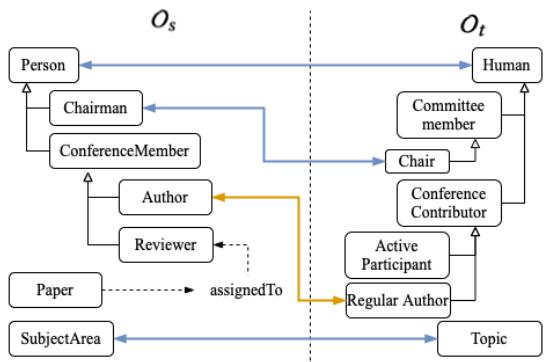 O_s
O_t
Person
Human
Chairman
Committee
member
ConferenceMember
Chair
Author
Conference
Contributor
Reviewer
Active
Participant
Paper
assignedTo
Regular Author
SubjectArea
Topic